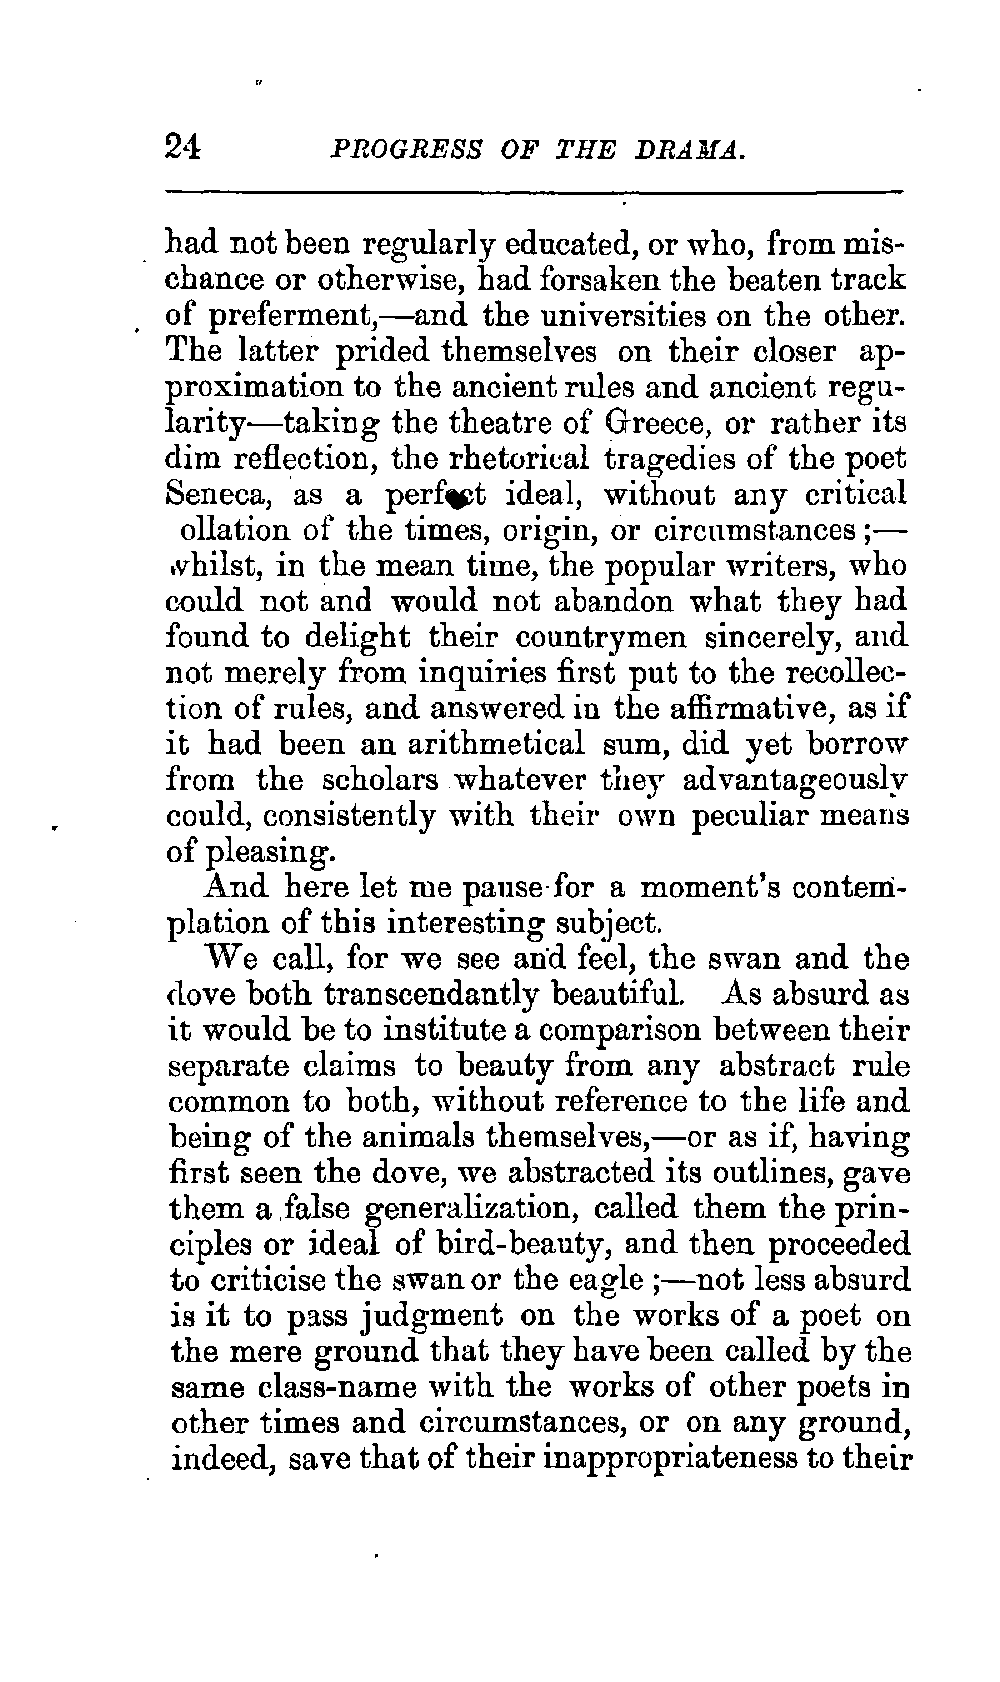 24 PROGRESS OF THE DRAMA.
had not been regularly educated, or who, from mis-
chance or otherwise, had forsaken the beaten track
of preferment,—and the universities on the other.
The latter prided themselves on their closer ap-
proximation to the ancient rules and ancient regu-
larity—taking the theatre of Greece, or rather its
dim reflection, the rhetorical tragedies of the poet
Seneca, as a perfect ideal, without any critical
ollation of the times, origin, or circumstances;—
whilst, in the mean time, the popular writers, who
could not and would not abandon what they had
found to delight their countrymen sincerely, and
not merely from inquiries first put to the recollec-
tion of rules, and answered in the affirmative, as if
it had been an arithmetical sum, did yet borrow
from the scholars whatever they advantageously
could, consistently with their own peculiar means
of pleasing.
And here let me pause for a moment's contem-
plation of this interesting subject.
We call, for we see and feel, the swan and the
dove both transcendantly beautiful. As absurd as
it would be to institute a comparison between their
separate claims to beauty from any abstract rule
common to both, without reference to the life and
being of the animals themselves,—or as if, having
first seen the dove, we abstracted its outlines, gave
them a false generalization, called them the prin-
ciples or ideal of bird-beauty, and then proceeded
to criticise the swan or the eagle;—not less absurd
is it to pass judgment on the works of a poet on
the mere ground that they have been called by the
same class-name with the works of other poets in
other times and circumstances, or on any ground,
indeed, save that of their inappropriateness to their